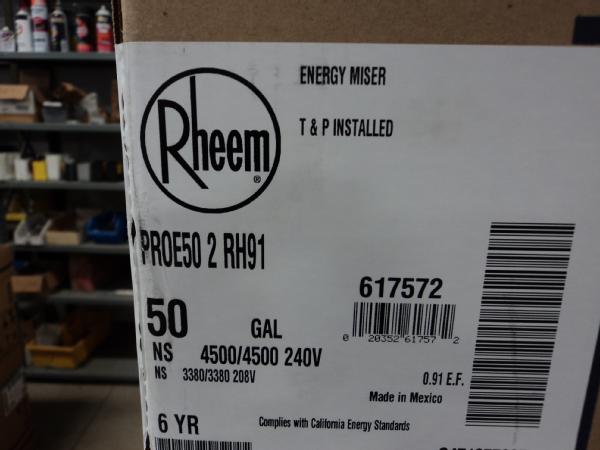 ENERGY MISER
Rheem
®
T & P INSTALLED
PROE50 2 RH91
617572
0 20352 61757 2
50 GAL
NS 4500/4500 240V
NS 3380/3380 208V
0.91 E.F.
Made in Mexico
6 YR
Complies with California Energy Standards